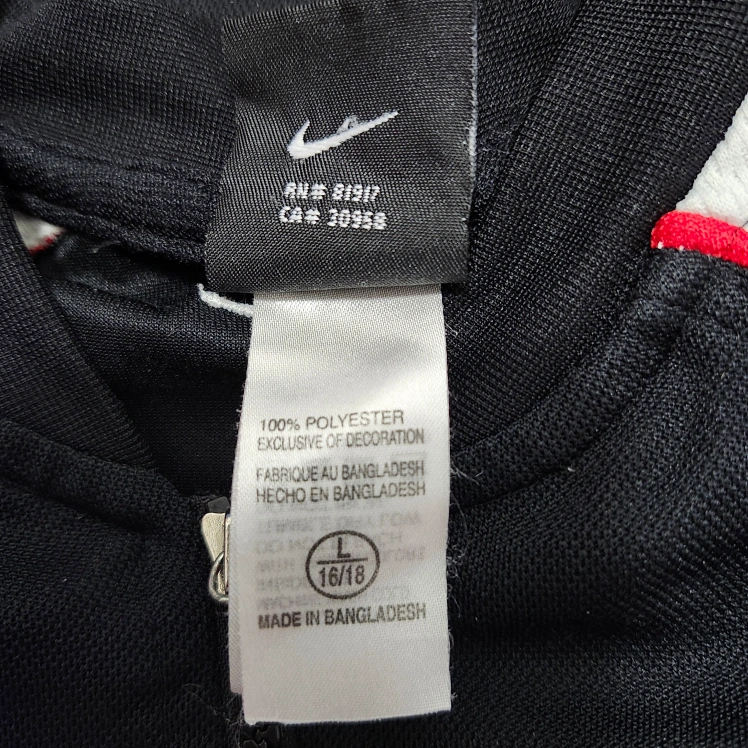 RN# 81917
CA# 30958
100% POLYESTER
EXCLUSIVE OF DECORATION
FABRIQUE AU BANGLADESH
HECHO EN BANGLADESH
L
16/18
MADE IN BANGLADESH